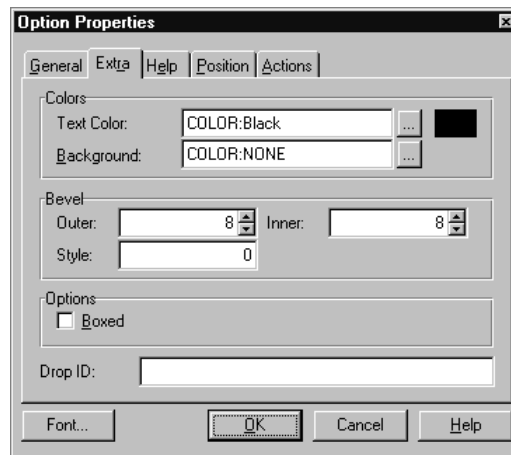 Option Properties
General Extra Help Position Actions
Colors
Text Color: COLOR:Black ...
Background: COLOR:NONE ...
Bevel
Outer: 8 Inner: 8
Style: 0
Options
Boxed
Drop ID:
Font... OK Cancel Help